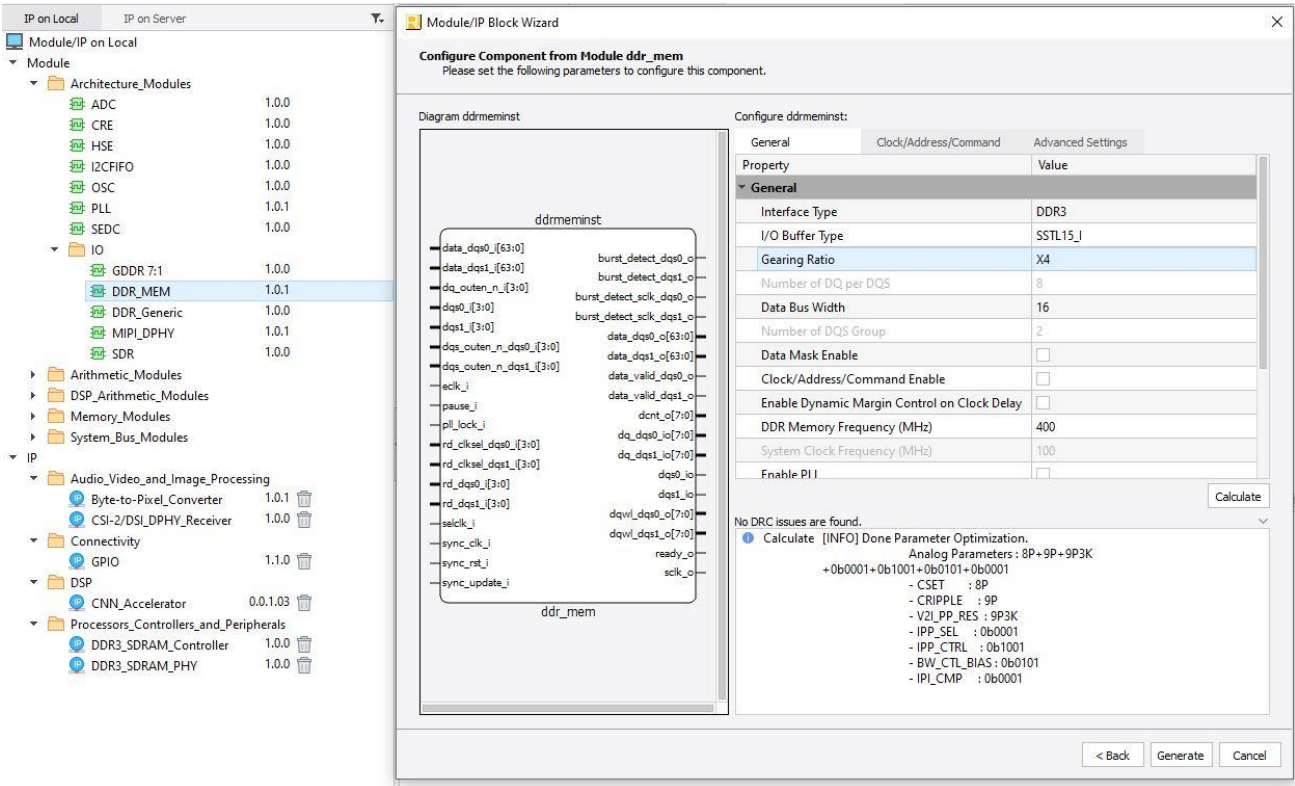 IP on Local IP on Server
Module/IP on Local
Module
Architecture_Modules
ADC 1.0.0
CRE 1.0.0
HSE 1.0.0
I2CFIFO 1.0.0
OSC 1.0.0
PLL 1.0.1
SEDC 1.0.0
IO
GDDR 7:1 1.0.0
DDR_MEM 1.0.1
DDR_Generic 1.0.0
MIPI_DPHY 1.0.1
SDR 1.0.0
Arithmetic_Modules
DSP_Arithmetic_Modules
Memory_Modules
System_Bus_Modules
IP
Audio_Video_and_Image_Processing
Byte-to-Pixel_Converter 1.0.1
CSI-2/DSI_DPHY_Receiver 1.0.0
Connectivity
GPIO 1.1.0
DSP
CNN_Accelerator 0.0.1.03
Processors_Controllers_and_Peripherals
DDR3_SDRAM_Controller 1.0.0
DDR3_SDRAM_PHY 1.0.0
Module/IP Block Wizard
Configure Component from Module ddr_mem
Please set the following parameters to configure this component.
Diagram ddrmeminst
ddrmeminst
data_dqs0_i[63:0]
data_dqs1_i[63:0]
dq_outen_n_i[3:0]
dqs0_i[3:0]
dqs1_i[3:0]
dqs_outen_n_dqs0_i[3:0]
dqs_outen_n_dqs1_i[3:0]
eclk_i
pause_i
pll_lock_i
rd_clksel_dqs0_i[3:0]
rd_clksel_dqs1_i[3:0]
rd_dqs0_i[3:0]
rd_dqs1_i[3:0]
selclk_i
sync_clk_i
sync_rst_i
sync_update_i
burst_detect_dqs0_o
burst_detect_dqs1_o
burst_detect_sclk_dqs0_o
burst_detect_sclk_dqs1_o
data_dqs0_o[63:0]
data_dqs1_o[63:0]
data_valid_dqs0_o
data_valid_dqs1_o
dcnt_o[7:0]
dq_dqs0_io[7:0]
dq_dqs1_io[7:0]
dqs0_io
dqs1_io
dqwl_dqs0_o[7:0]
dqwl_dqs1_o[7:0]
ready_o
sclk_o
ddr_mem
Configure ddrmeminst:
General Clock/Address/Command Advanced Settings
Property Value
General
Interface Type DDR3
I/O Buffer Type SSTL15_I
Gearing Ratio X4
Number of DQ per DQS 8
Data Bus Width 16
Number of DQS Group 2
Data Mask Enable
Clock/Address/Command Enable
Enable Dynamic Margin Control on Clock Delay
DDR Memory Frequency (MHz) 400
System Clock Frequency (MHz) 100
Enable PLL
Calculate
No DRC issues are found.
Calculate [INFO] Done Parameter Optimization.
Analog Parameters : 8P+9P+9P3K
+0b0001+0b1001+0b0101+0b0001
- CSET : 8P
- CRIPPLE : 9P
- V2I_PP_RES : 9P3K
- IPP_SEL : 0b0001
- IPP_CTRL : 0b1001
- BW_CTL_BIAS : 0b0101
- IPI_CMP : 0b0001
< Back Generate Cancel